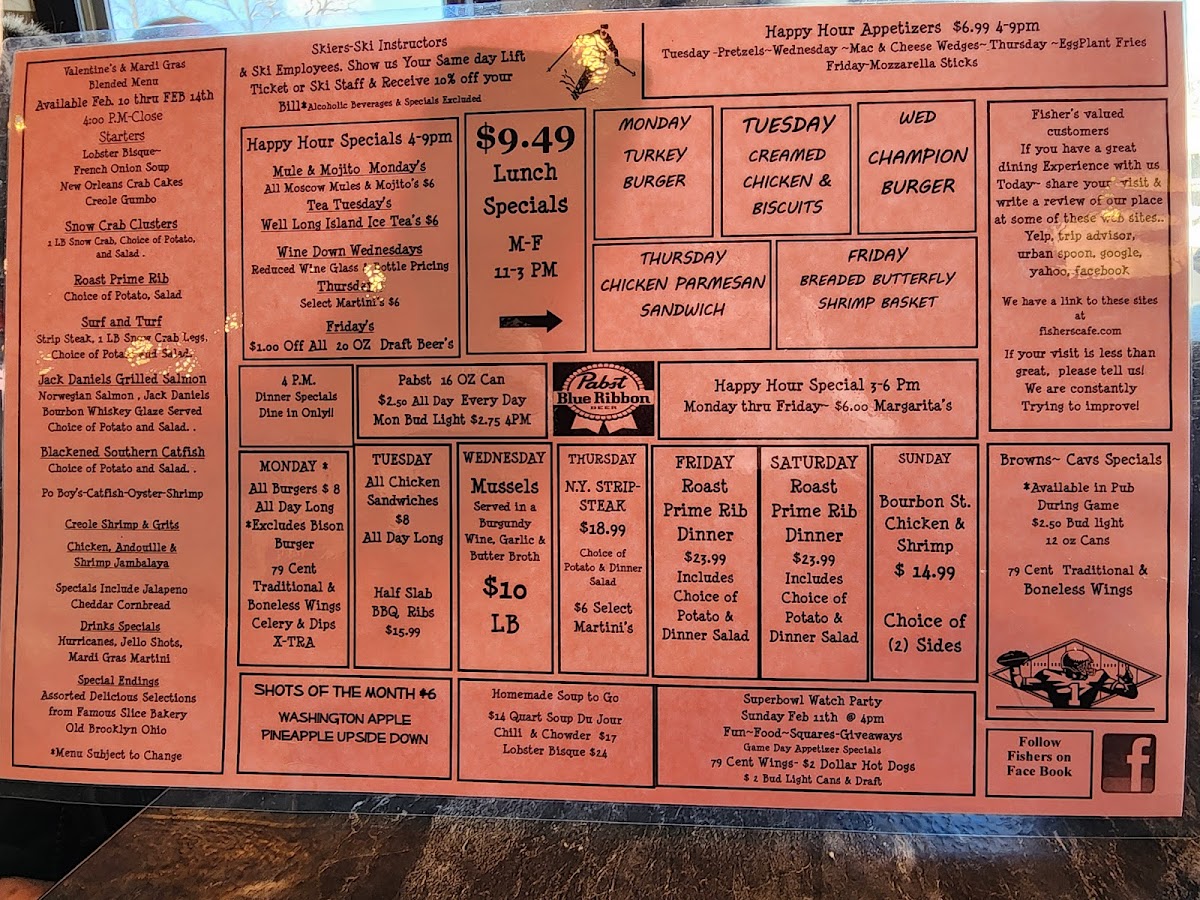 Valentine's & Mardi Gras
Blended Menu
Available Feb. 10 thru FEB 14th
4:00 P.M-Close
Starters
Lobster Bisque~
French Onion Soup
New Orleans Crab Cakes
Creole Gumbo
Snow Crab Clusters
1 LB Snow Crab, Choice of Potato,
and Salad .
Roast Prime Rib
Choice of Potato, Salad
Surf and Turf
Strip Steak, 1 LB Snow Crab Legs,
Choice of Potato and Salad.
Jack Daniels Grilled Salmon
Norwegian Salmon , Jack Daniels
Bourbon Whiskey Glaze Served
Choice of Potato and Salad. .
Blackened Southern Catfish
Choice of Potato and Salad. .
Po Boy's-Catfish-Oyster-Shrimp
Creole Shrimp & Grits
Chicken, Andouille &
Shrimp Jambalaya
Specials Include Jalapeno
Cheddar Cornbread
Drinks Specials
Hurricanes, Jello Shots,
Mardi Gras Martini
Special Endings
Assorted Delicious Selections
from Famous Slice Bakery
Old Brooklyn Ohio
*Menu Subject to Change
Skiers-Ski Instructors
& Ski Employees. Show us Your Same day Lift
Ticket or Ski Staff & Receive 10% off your
Bill*Alcoholic Beverages & Specials Excluded
Happy Hour Appetizers $6.99 4-9pm
Tuesday -Pretzels~Wednesday ~Mac & Cheese Wedges~ Thursday ~EggPlant Fries
Friday~Mozzarella Sticks
Happy Hour Specials 4-9pm
Mule & Mojito Monday's
All Moscow Mules & Mojito's $6
Tea Tuesday's
Well Long Island Ice Tea's $6
Wine Down Wednesdays
Reduced Wine Glass & Bottle Pricing
Thursday's
Select Martini's $6
Friday's
$1.00 Off All 20 OZ Draft Beer's
$9.49
Lunch
Specials
M-F
11-3 PM
MONDAY
TURKEY
BURGER
TUESDAY
CREAMED
CHICKEN &
BISCUITS
WED
CHAMPION
BURGER
THURSDAY
CHICKEN PARMESAN
SANDWICH
FRIDAY
BREADED BUTTERFLY
SHRIMP BASKET
Fisher's valued
customers
If you have a great
dining Experience with us
Today~ share your visit &
write a review of our place
at some of these web sites..
Yelp, trip advisor,
urban spoon, google,
yahoo, facebook
We have a link to these sites
at
fisherscafe.com
If your visit is less than
great, please tell us!
We are constantly
Trying to improve!
4 P.M.
Dinner Specials
Dine in Only!!
Pabst 16 OZ Can
$2.50 All Day Every Day
Mon Bud Light $2.75 4PM
Pabst
Blue Ribbon
BEER
Happy Hour Special 3-6 Pm
Monday thru Friday~ $6.00 Margarita's
MONDAY *
All Burgers $ 8
All Day Long
*Excludes Bison
Burger
79 Cent
Traditional &
Boneless Wings
Celery & Dips
X-TRA
TUESDAY
All Chicken
Sandwiches
$8
All Day Long
Half Slab
BBQ Ribs
$15.99
WEDNESDAY
Mussels
Served in a
Burgundy
Wine, Garlic &
Butter Broth
$10
LB
THURSDAY
N.Y. STRIP-
STEAK
$18.99
Choice of
Potato & Dinner
Salad
$6 Select
Martini's
FRIDAY
Roast
Prime Rib
Dinner
$23.99
Includes
Choice of
Potato &
Dinner Salad
SATURDAY
Roast
Prime Rib
Dinner
$23.99
Includes
Choice of
Potato &
Dinner Salad
SUNDAY
Bourbon St.
Chicken &
Shrimp
$ 14.99
Choice of
(2) Sides
Browns~ Cavs Specials
*Available in Pub
During Game
$2.50 Bud light
12 oz Cans
79 Cent Traditional &
Boneless Wings
1
SHOTS OF THE MONTH $6
WASHINGTON APPLE
PINEAPPLE UPSIDE DOWN
Homemade Soup to Go
$14 Quart Soup Du Jour
Chili & Chowder $17
Lobster Bisque $24
Superbowl Watch Party
Sunday Feb 11th @ 4pm
Fun~Food~Squares-Giveaways
Game Day Appetizer Specials
79 Cent Wings- $2 Dollar Hot Dogs
$ 2 Bud Light Cans & Draft
Follow
Fishers on
Face Book
f